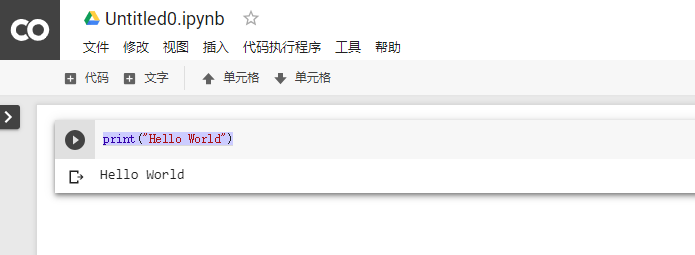 CO
Untitled0.ipynb
文件 修改 视图 插入 代码执行程序 工具 帮助
代码 文字 单元格 单元格
print("Hello World")
Hello World